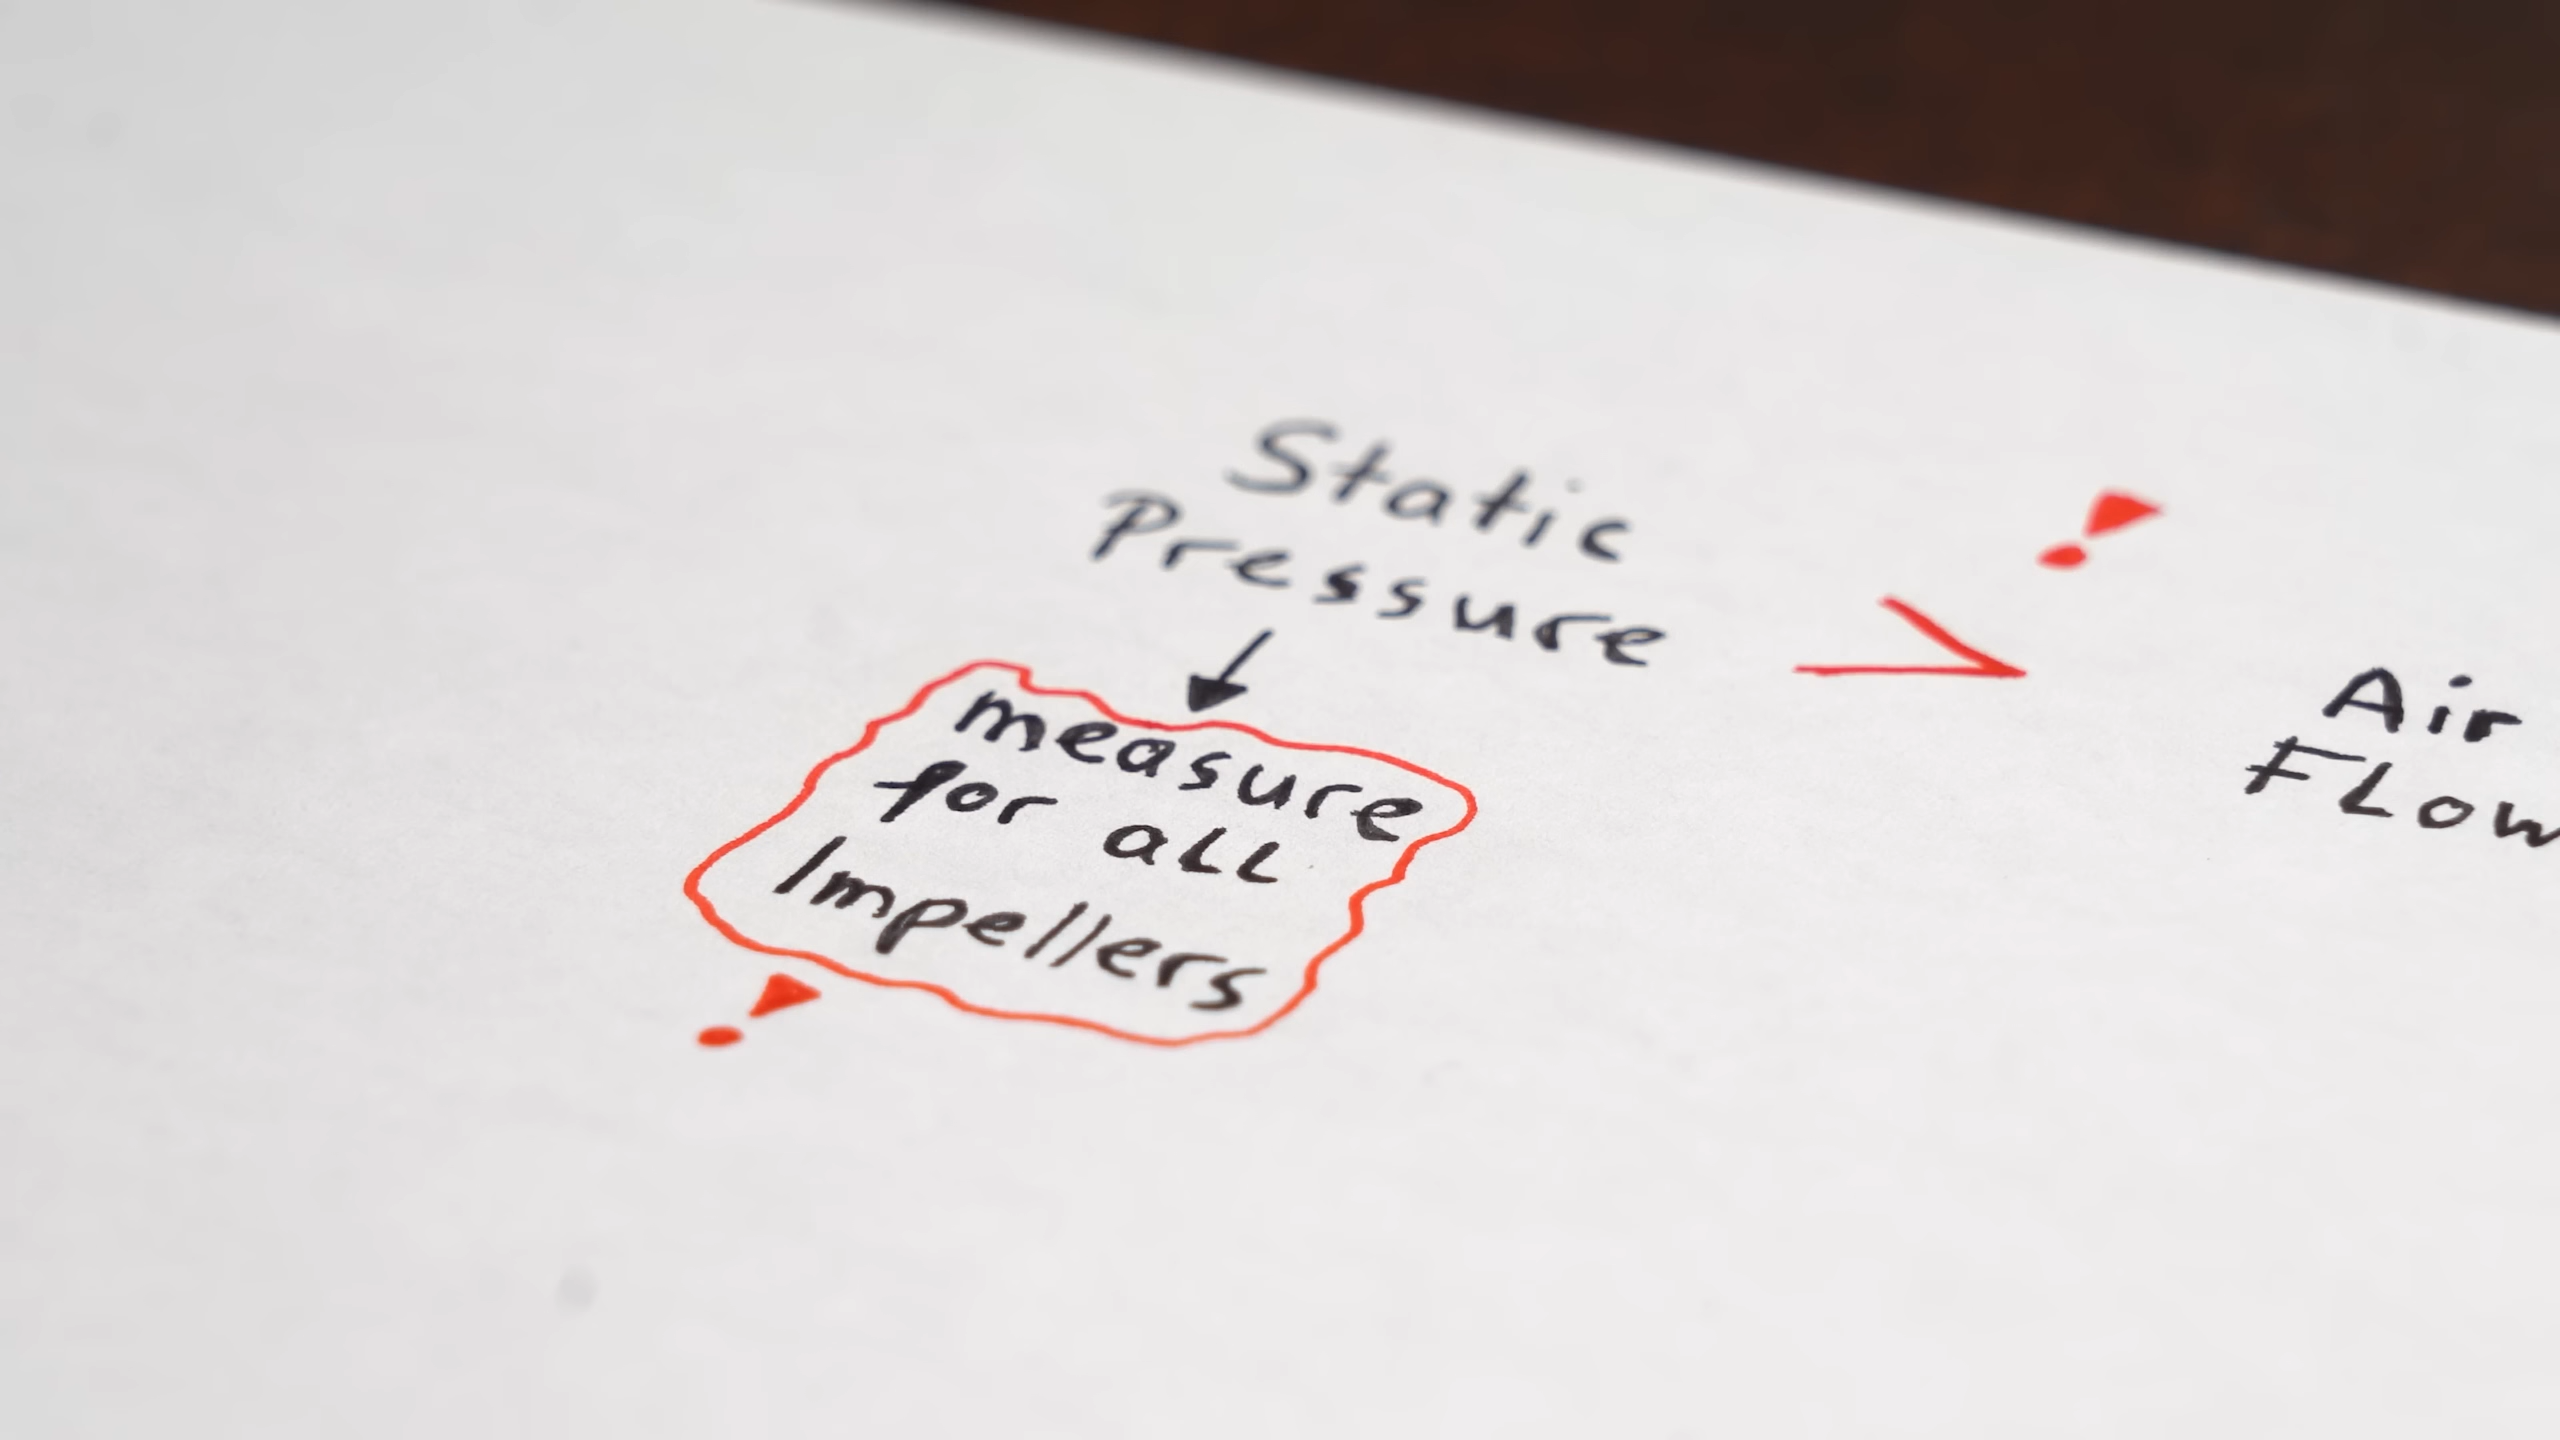 Static
Pressure
>
!
Air
FLow
measure
for aLL
Impellers
!